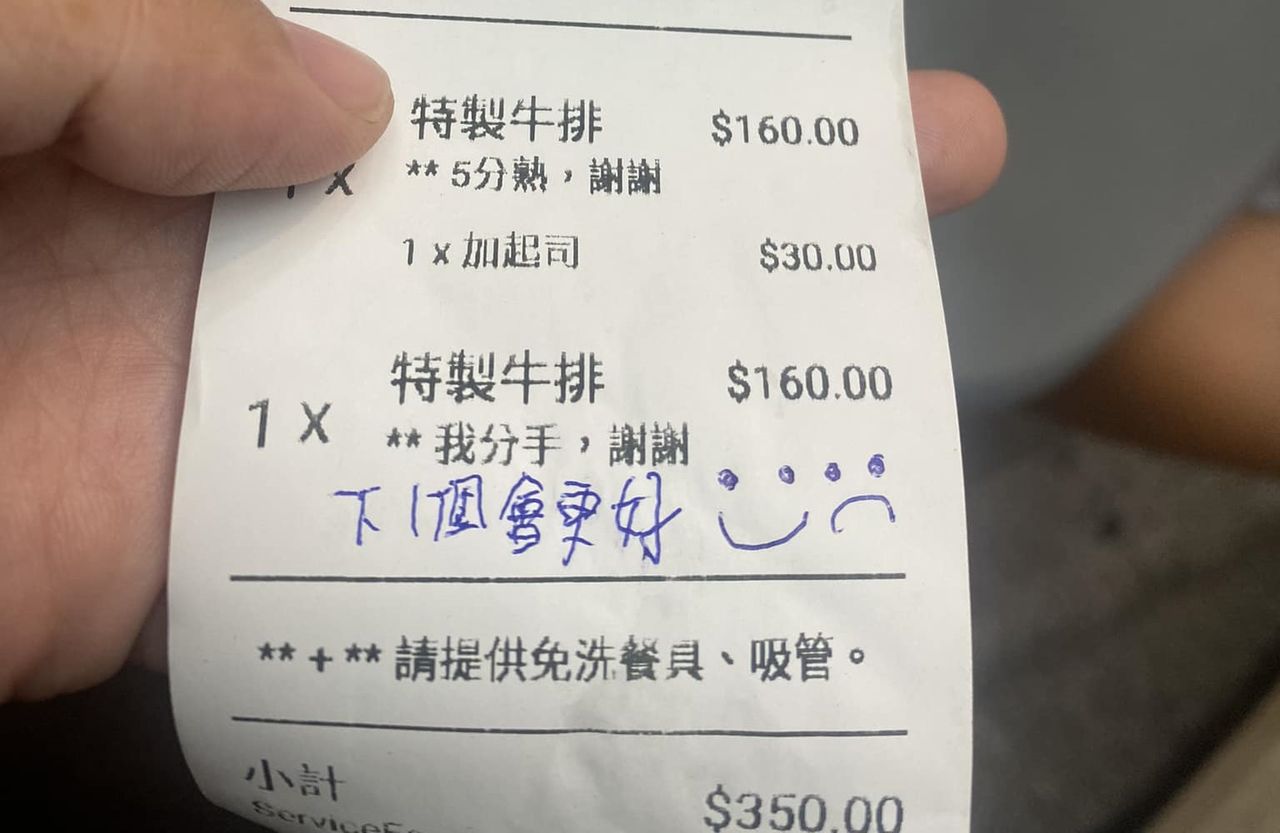 特製牛排 $160.00
1 X ** 5分熟,謝謝
1 x 加起司 $30.00
特製牛排 $160.00
1 X ** 我分手,謝謝
下1個會更好
** + ** 請提供免洗餐具、吸管。
小計 $350.00